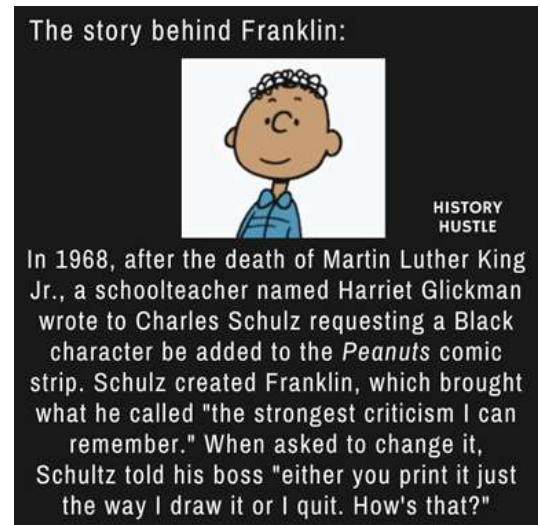 The story behind Franklin:
HISTORY
HUSTLE
In 1968, after the death of Martin Luther King
Jr., a schoolteacher named Harriet Glickman
wrote to Charles Schulz requesting a Black
character be added to the Peanuts comic
strip. Schulz created Franklin, which brought
what he called "the strongest criticism I can
remember." When asked to change it,
Schultz told his boss "either you print it just
the way I draw it or I quit. How's that?"